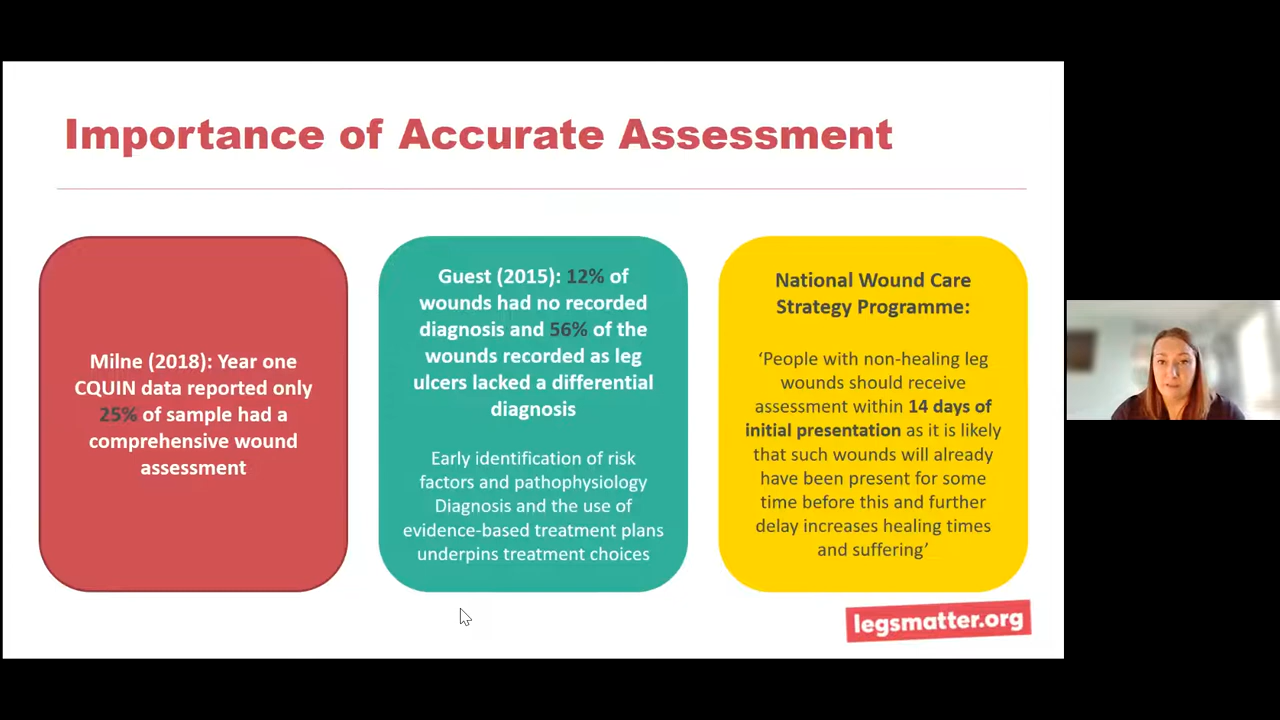 Importance of Accurate Assessment
Milne (2018): Year one
CQUIN data reported only
25% of sample had a
comprehensive wound
assessment
Guest (2015): 12% of
wounds had no recorded
diagnosis and 56% of the
wounds recorded as leg
ulcers lacked a differential
diagnosis
Early identification of risk
factors and pathophysiology
Diagnosis and the use of
evidence-based treatment plans
underpins treatment choices
National Wound Care
Strategy Programme:
‘People with non-healing leg
wounds should receive
assessment within 14 days of
initial presentation as it is likely
that such wounds will already
have been present for some
time before this and further
delay increases healing times
and suffering’
legsmatter.org